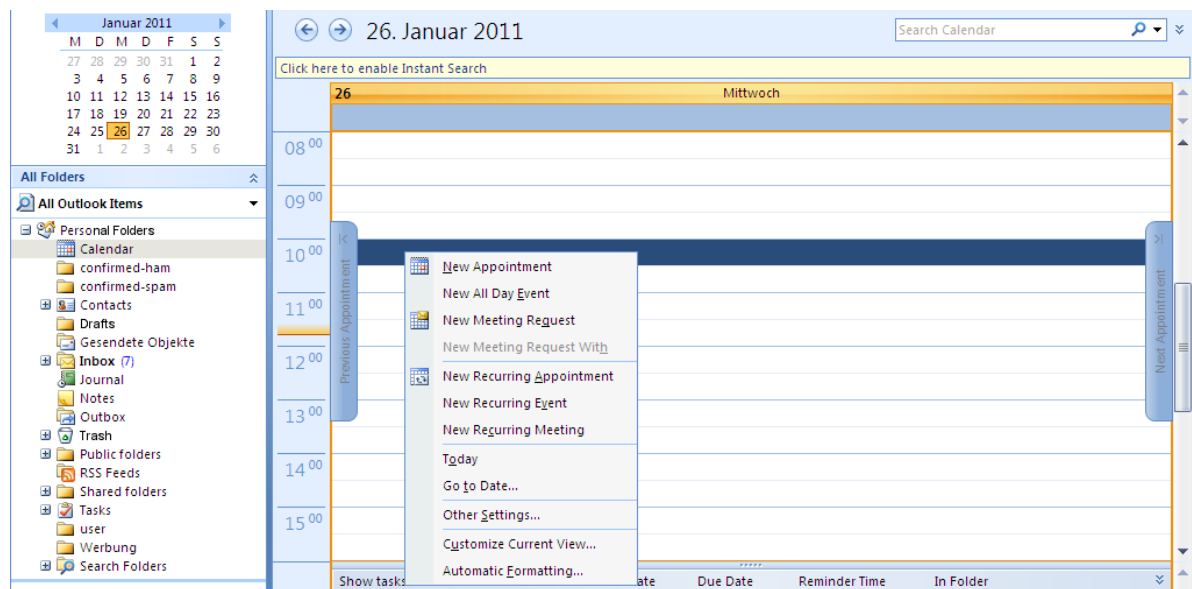 Januar 2011
M D M D F S S
27 28 29 30 31 1 2
3 4 5 6 7 8 9
10 11 12 13 14 15 16
17 18 19 20 21 22 23
24 25 26 27 28 29 30
31 1 2 3 4 5 6
All Folders
All Outlook Items
Personal Folders
Calendar
confirmed-ham
confirmed-spam
Contacts
Drafts
Gesendete Objekte
Inbox (7)
Journal
Notes
Outbox
Trash
Public folders
RSS Feeds
Shared folders
Tasks
user
Werbung
Search Folders
26. Januar 2011
Search Calendar
Click here to enable Instant Search
26 Mittwoch
08 00
09 00
10 00
11 00
12 00
13 00
14 00
15 00
Previous Appointment
Next Appointment
New Appointment
New All Day Event
New Meeting Request
New Meeting Request With
New Recurring Appointment
New Recurring Event
New Recurring Meeting
Today
Go to Date...
Other Settings...
Customize Current View...
Automatic Formatting...
Show tasks ate Due Date Reminder Time In Folder